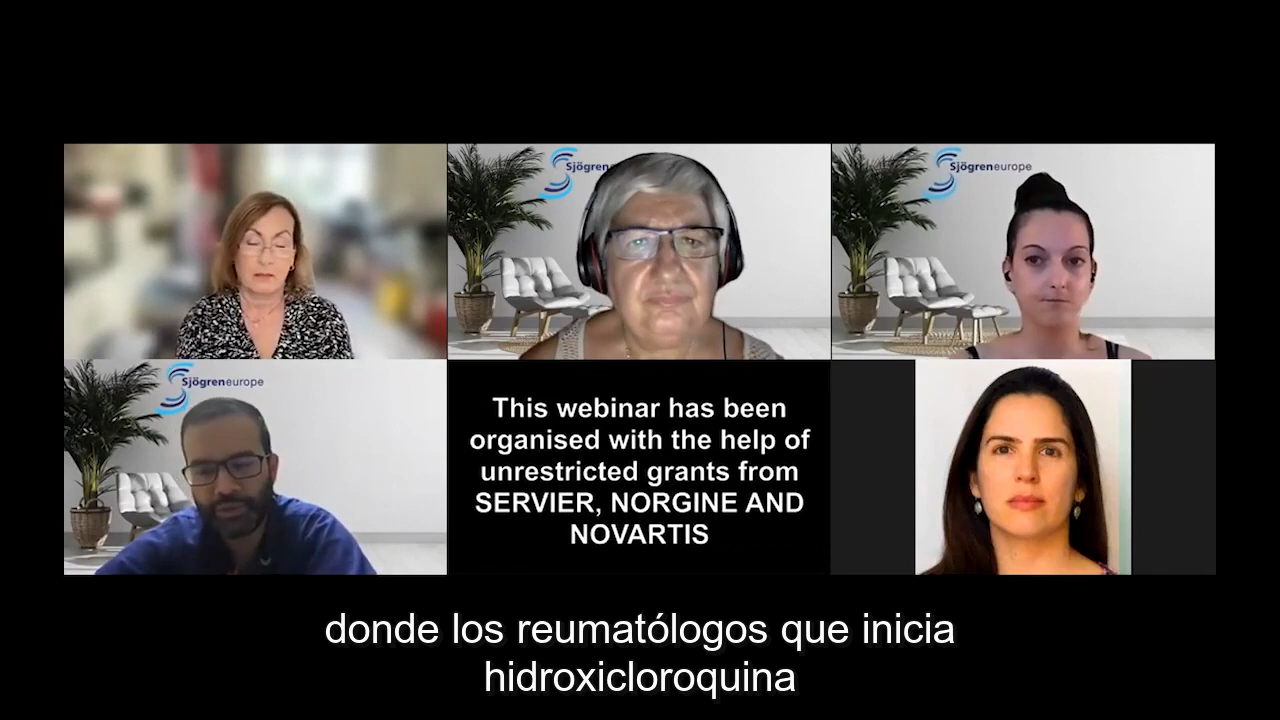 Sjögren
Sjögreneurope
Sjögreneurope
This webinar has been
organised with the help of
unrestricted grants from
SERVIER, NORGINE AND
NOVARTIS
donde los reumatólogos que inicia
hidroxicloroquina